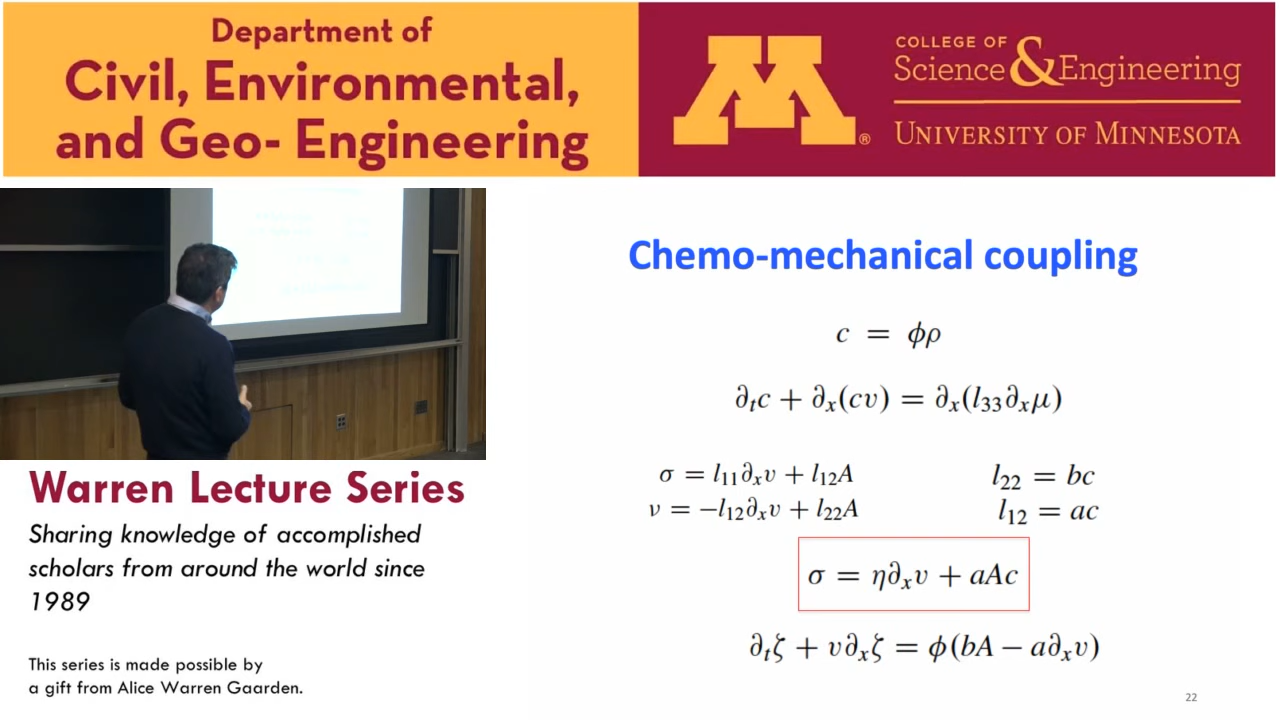 Department of
Civil, Environmental,
and Geo- Engineering
COLLEGE OF
Science & Engineering
UNIVERSITY OF MINNESOTA
M®
Chemo-mechanical coupling
c = ϕρ
∂ₜc + ∂ₓ(cv) = ∂ₓ(l₃₃∂ₓμ)
σ = l₁₁∂ₓv + l₁₂A
l₂₂ = bc
ν = −l₁₂∂ₓv + l₂₂A
l₁₂ = ac
σ = η∂ₓv + aAc
∂ₜζ + v∂ₓζ = ϕ(bA − a∂ₓv)
22
Warren Lecture Series
Sharing knowledge of accomplished
scholars from around the world since
1989
This series is made possible by
a gift from Alice Warren Gaarden.